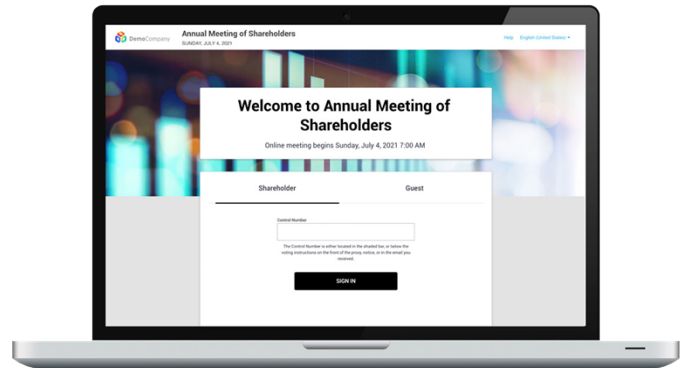 DemoCompany
Annual Meeting of Shareholders
SUNDAY, JULY 4, 2021
Help English (United States)
Welcome to Annual Meeting of
Shareholders
Online meeting begins Sunday, July 4, 2021 7:00 AM
Shareholder Guest
Control Number
The Control Number is either located in the shaded bar, or below the
voting instructions on the front of the proxy, notice, or in the email you
received.
SIGN IN